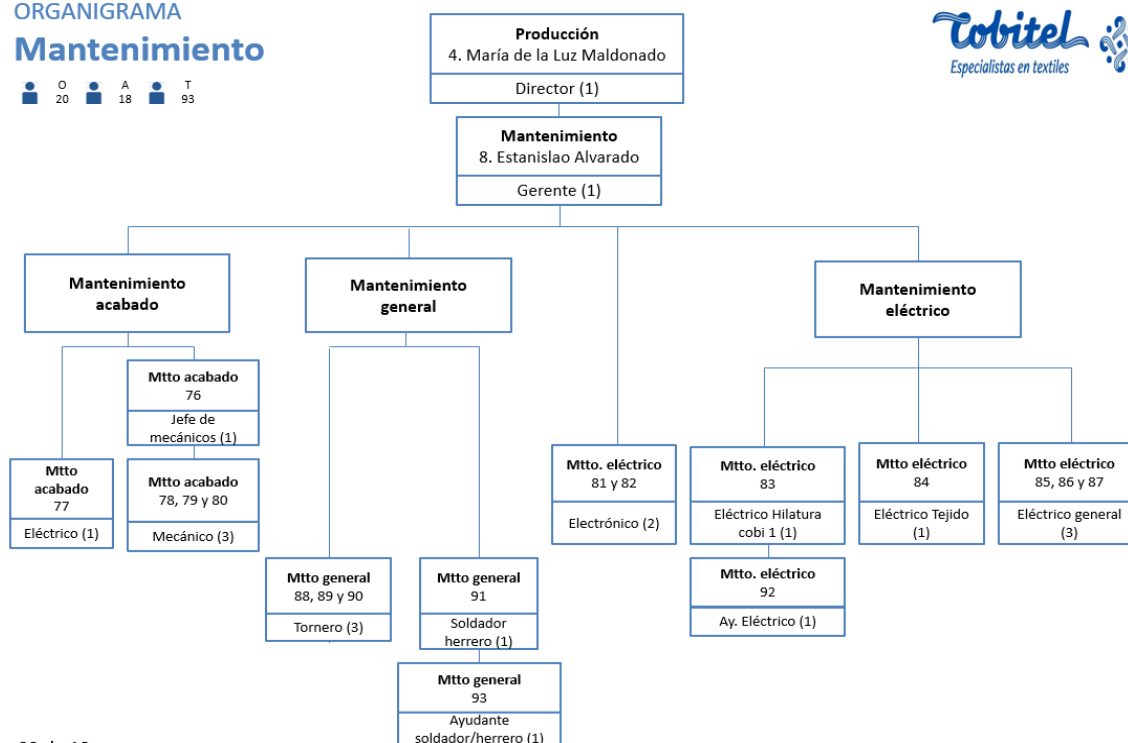 ORGANIGRAMA
Mantenimiento
O
20
A
18
T
93
Cobitel
Especialistas en textiles
Producción
4. María de la Luz Maldonado
Director (1)
Mantenimiento
8. Estanislao Alvarado
Gerente (1)
Mantenimiento
acabado
Mantenimiento
general
Mantenimiento
eléctrico
Mtto acabado
76
Jefe de
mecánicos (1)
Mtto
acabado
77
Eléctrico (1)
Mtto acabado
78, 79 y 80
Mecánico (3)
Mtto. eléctrico
81 y 82
Electrónico (2)
Mtto. eléctrico
83
Eléctrico Hilatura
cobi 1 (1)
Mtto eléctrico
84
Eléctrico Tejido
(1)
Mtto eléctrico
85, 86 y 87
Eléctrico general
(3)
Mtto general
88, 89 y 90
Tornero (3)
Mtto general
91
Soldador
herrero (1)
Mtto. eléctrico
92
Ay. Eléctrico (1)
Mtto general
93
Ayudante
soldador/herrero (1)